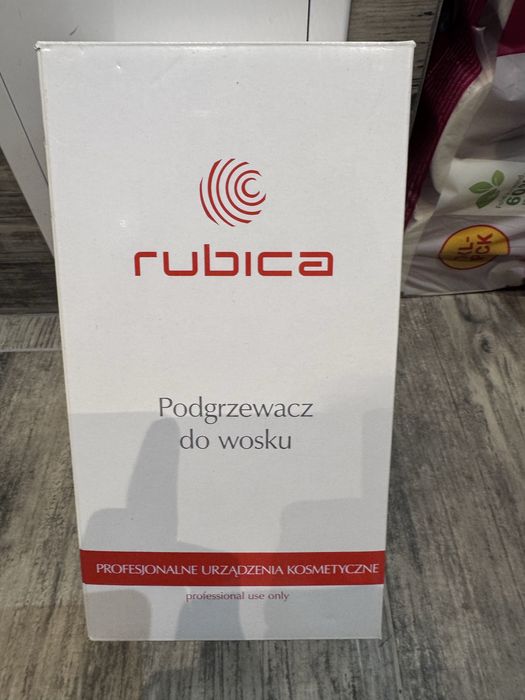 rubica
Podgrzewacz
do wosku
PROFESJONALNE URZĄDZENIA KOSMETYCZNE
professional use only